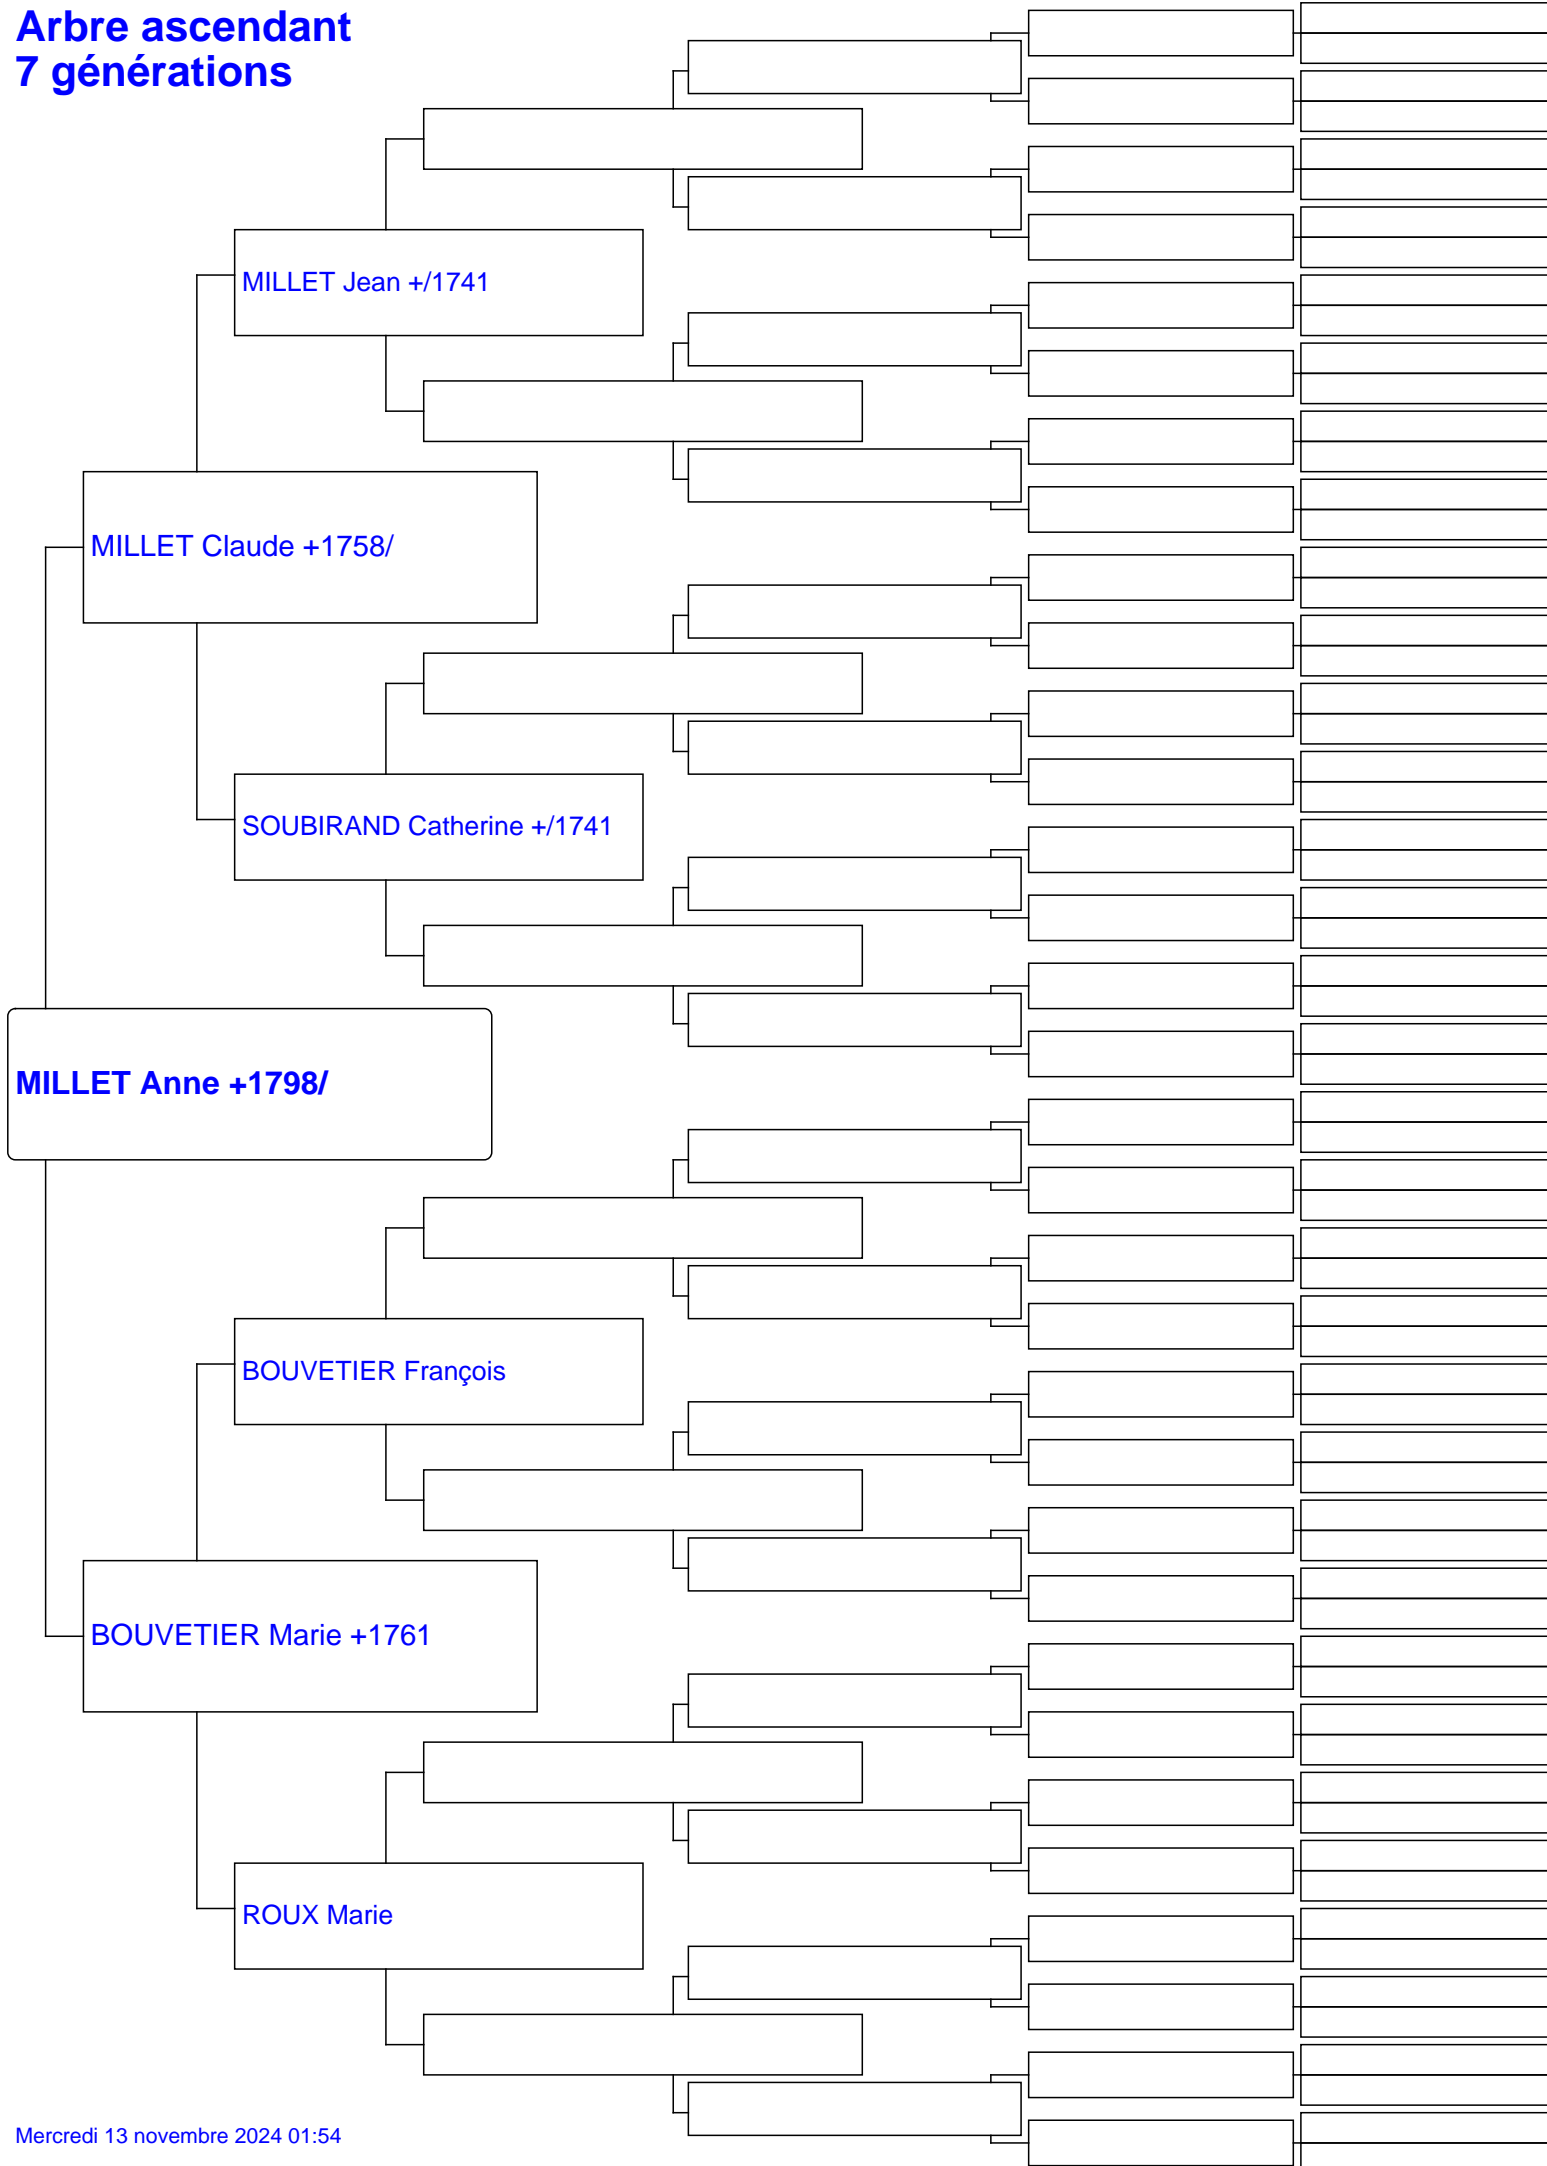 Arbre ascendant
7 générations
MILLET Jean +/1741
MILLET Claude +1758/
SOUBIRAND Catherine +/1741
MILLET Anne +1798/
BOUVETIER François
BOUVETIER Marie +1761
ROUX Marie
Mercredi 13 novembre 2024 01:54